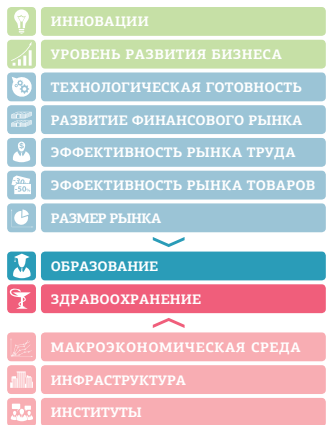 ИННОВАЦИИ
УРОВЕНЬ РАЗВИТИЯ БИЗНЕСА
ТЕХНОЛОГИЧЕСКАЯ ГОТОВНОСТЬ
РАЗВИТИЕ ФИНАНСОВОГО РЫНКА
ЭФФЕКТИВНОСТЬ РЫНКА ТРУДА
ЭФФЕКТИВНОСТЬ РЫНКА ТОВАРОВ
РАЗМЕР РЫНКА
ОБРАЗОВАНИЕ
ЗДРАВООХРАНЕНИЕ
МАКРОЭКОНОМИЧЕСКАЯ СРЕДА
ИНФРАСТРУКТУРА
ИНСТИТУТЫ